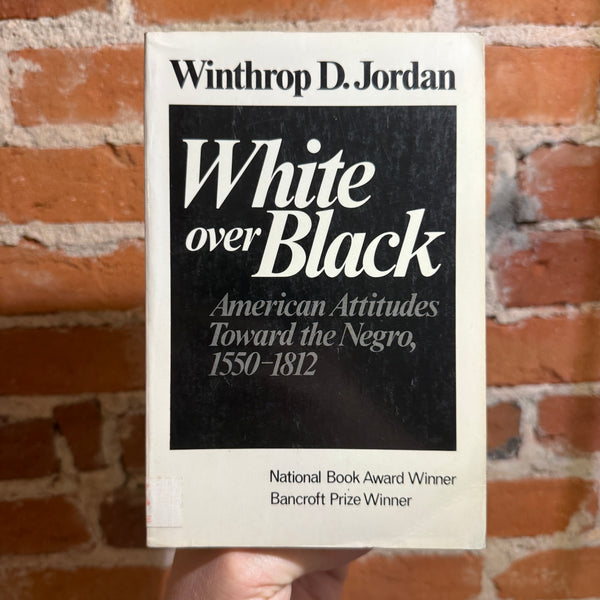 Winthrop D. Jordan
White
over Black
American Attitudes
Toward the Negro,
1550–1812
National Book Award Winner
Bancroft Prize Winner